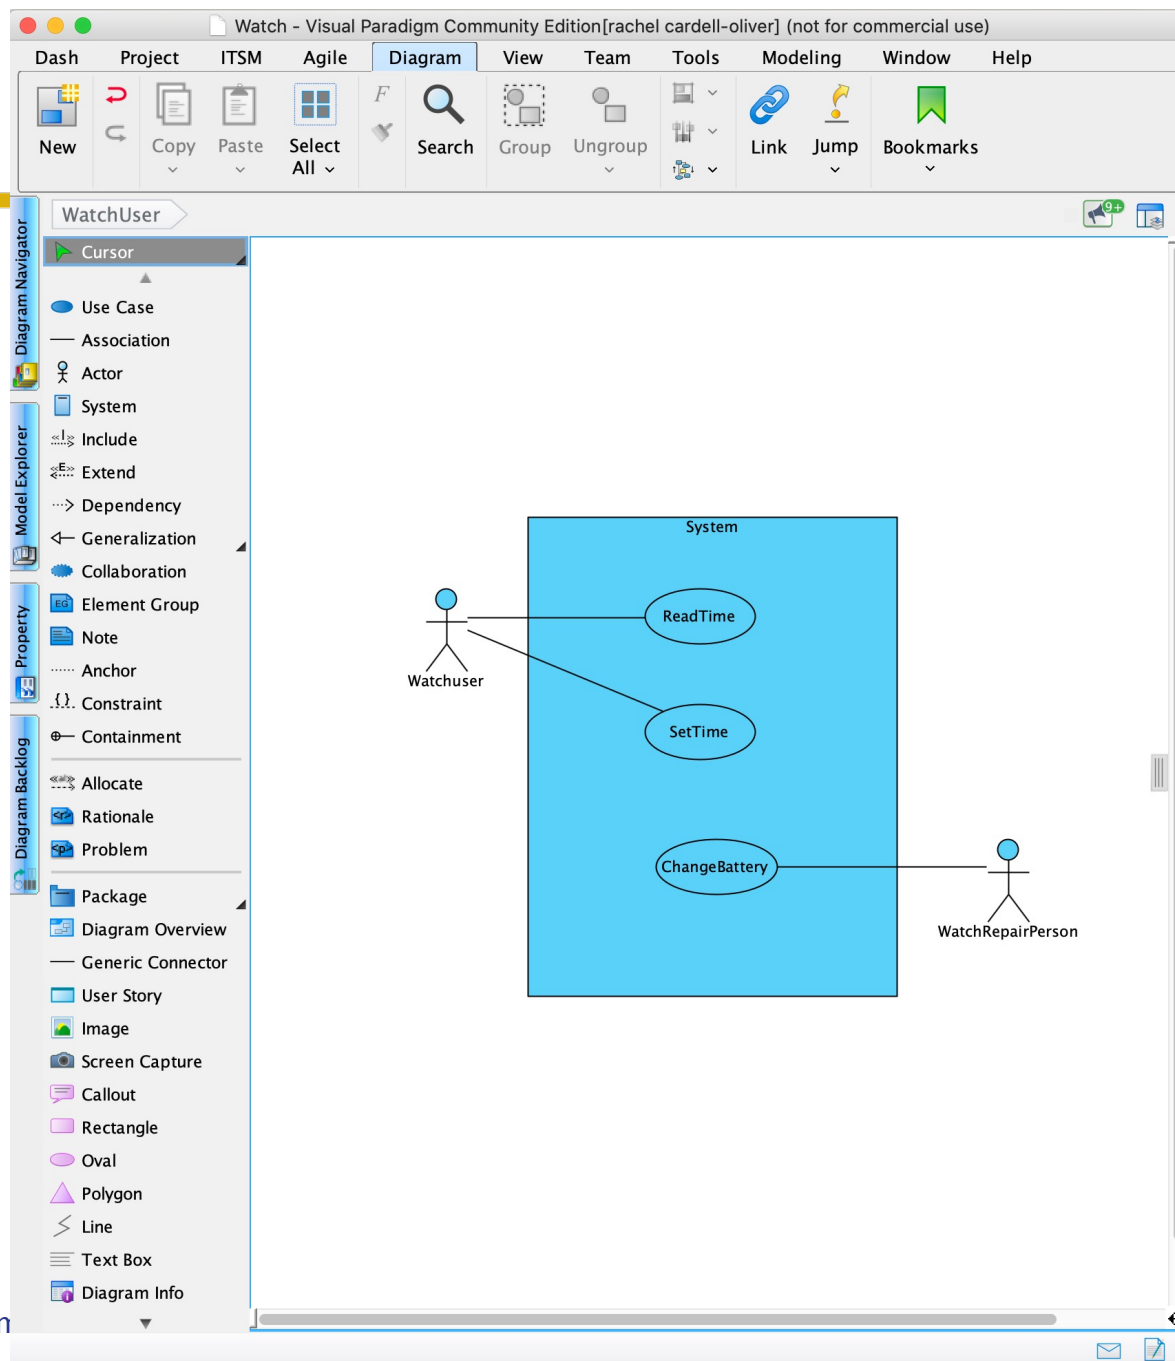 Watch - Visual Paradigm Community Edition[rachel cardell-oliver] (not for commercial use)
Dash Project ITSM Agile Diagram View Team Tools Modeling Window Help
New Copy Paste Select All F Search Group Ungroup Link Jump Bookmarks
WatchUser
9+
Diagram Navigator
Model Explorer
Property
Diagram Backlog
Cursor
Use Case
Association
Actor
System
<<I>> Include
<<E>> Extend
Dependency
Generalization
Collaboration
EG Element Group
Note
Anchor
{} Constraint
Containment
Allocate
<r> Rationale
<p> Problem
Package
Diagram Overview
Generic Connector
User Story
Image
Screen Capture
Callout
Rectangle
Oval
Polygon
Line
Text Box
Diagram Info
System
ReadTime
Watchuser
SetTime
ChangeBattery
WatchRepairPerson